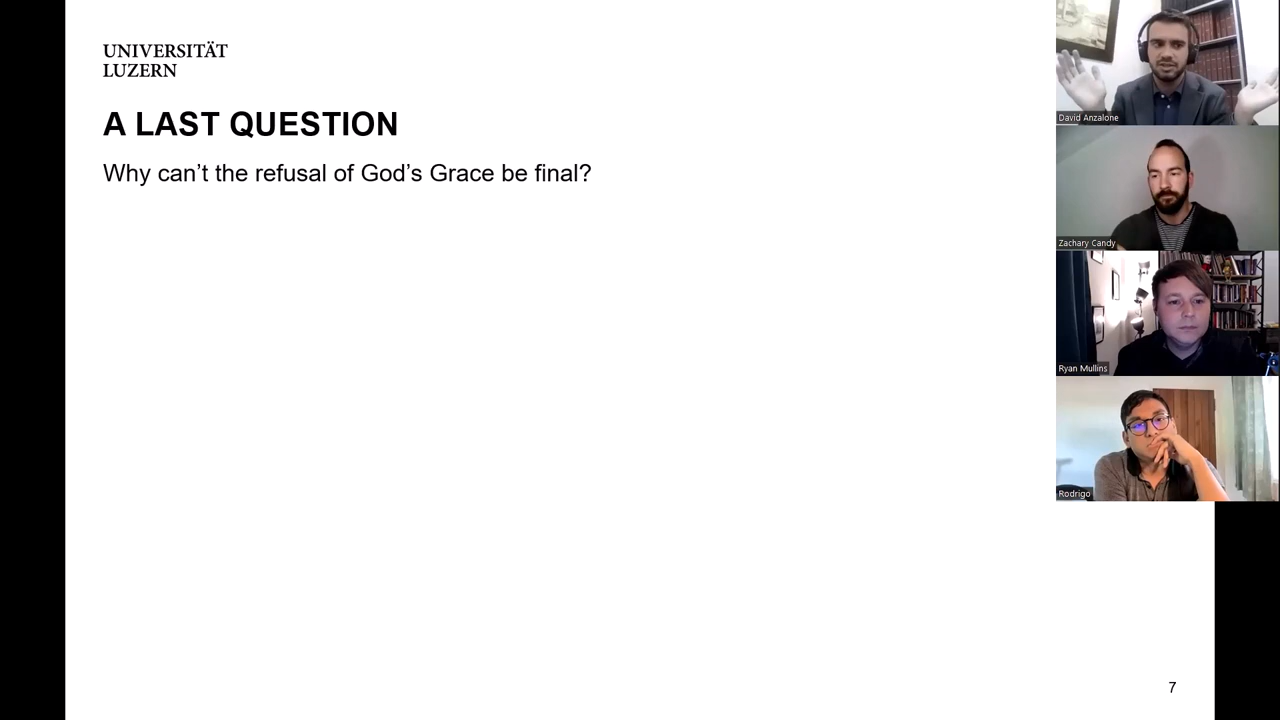 UNIVERSITÄT
LUZERN
A LAST QUESTION
Why can’t the refusal of God’s Grace be final?
David Anzalone
Zachary Candy
Ryan Mullins
Rodrigo
7